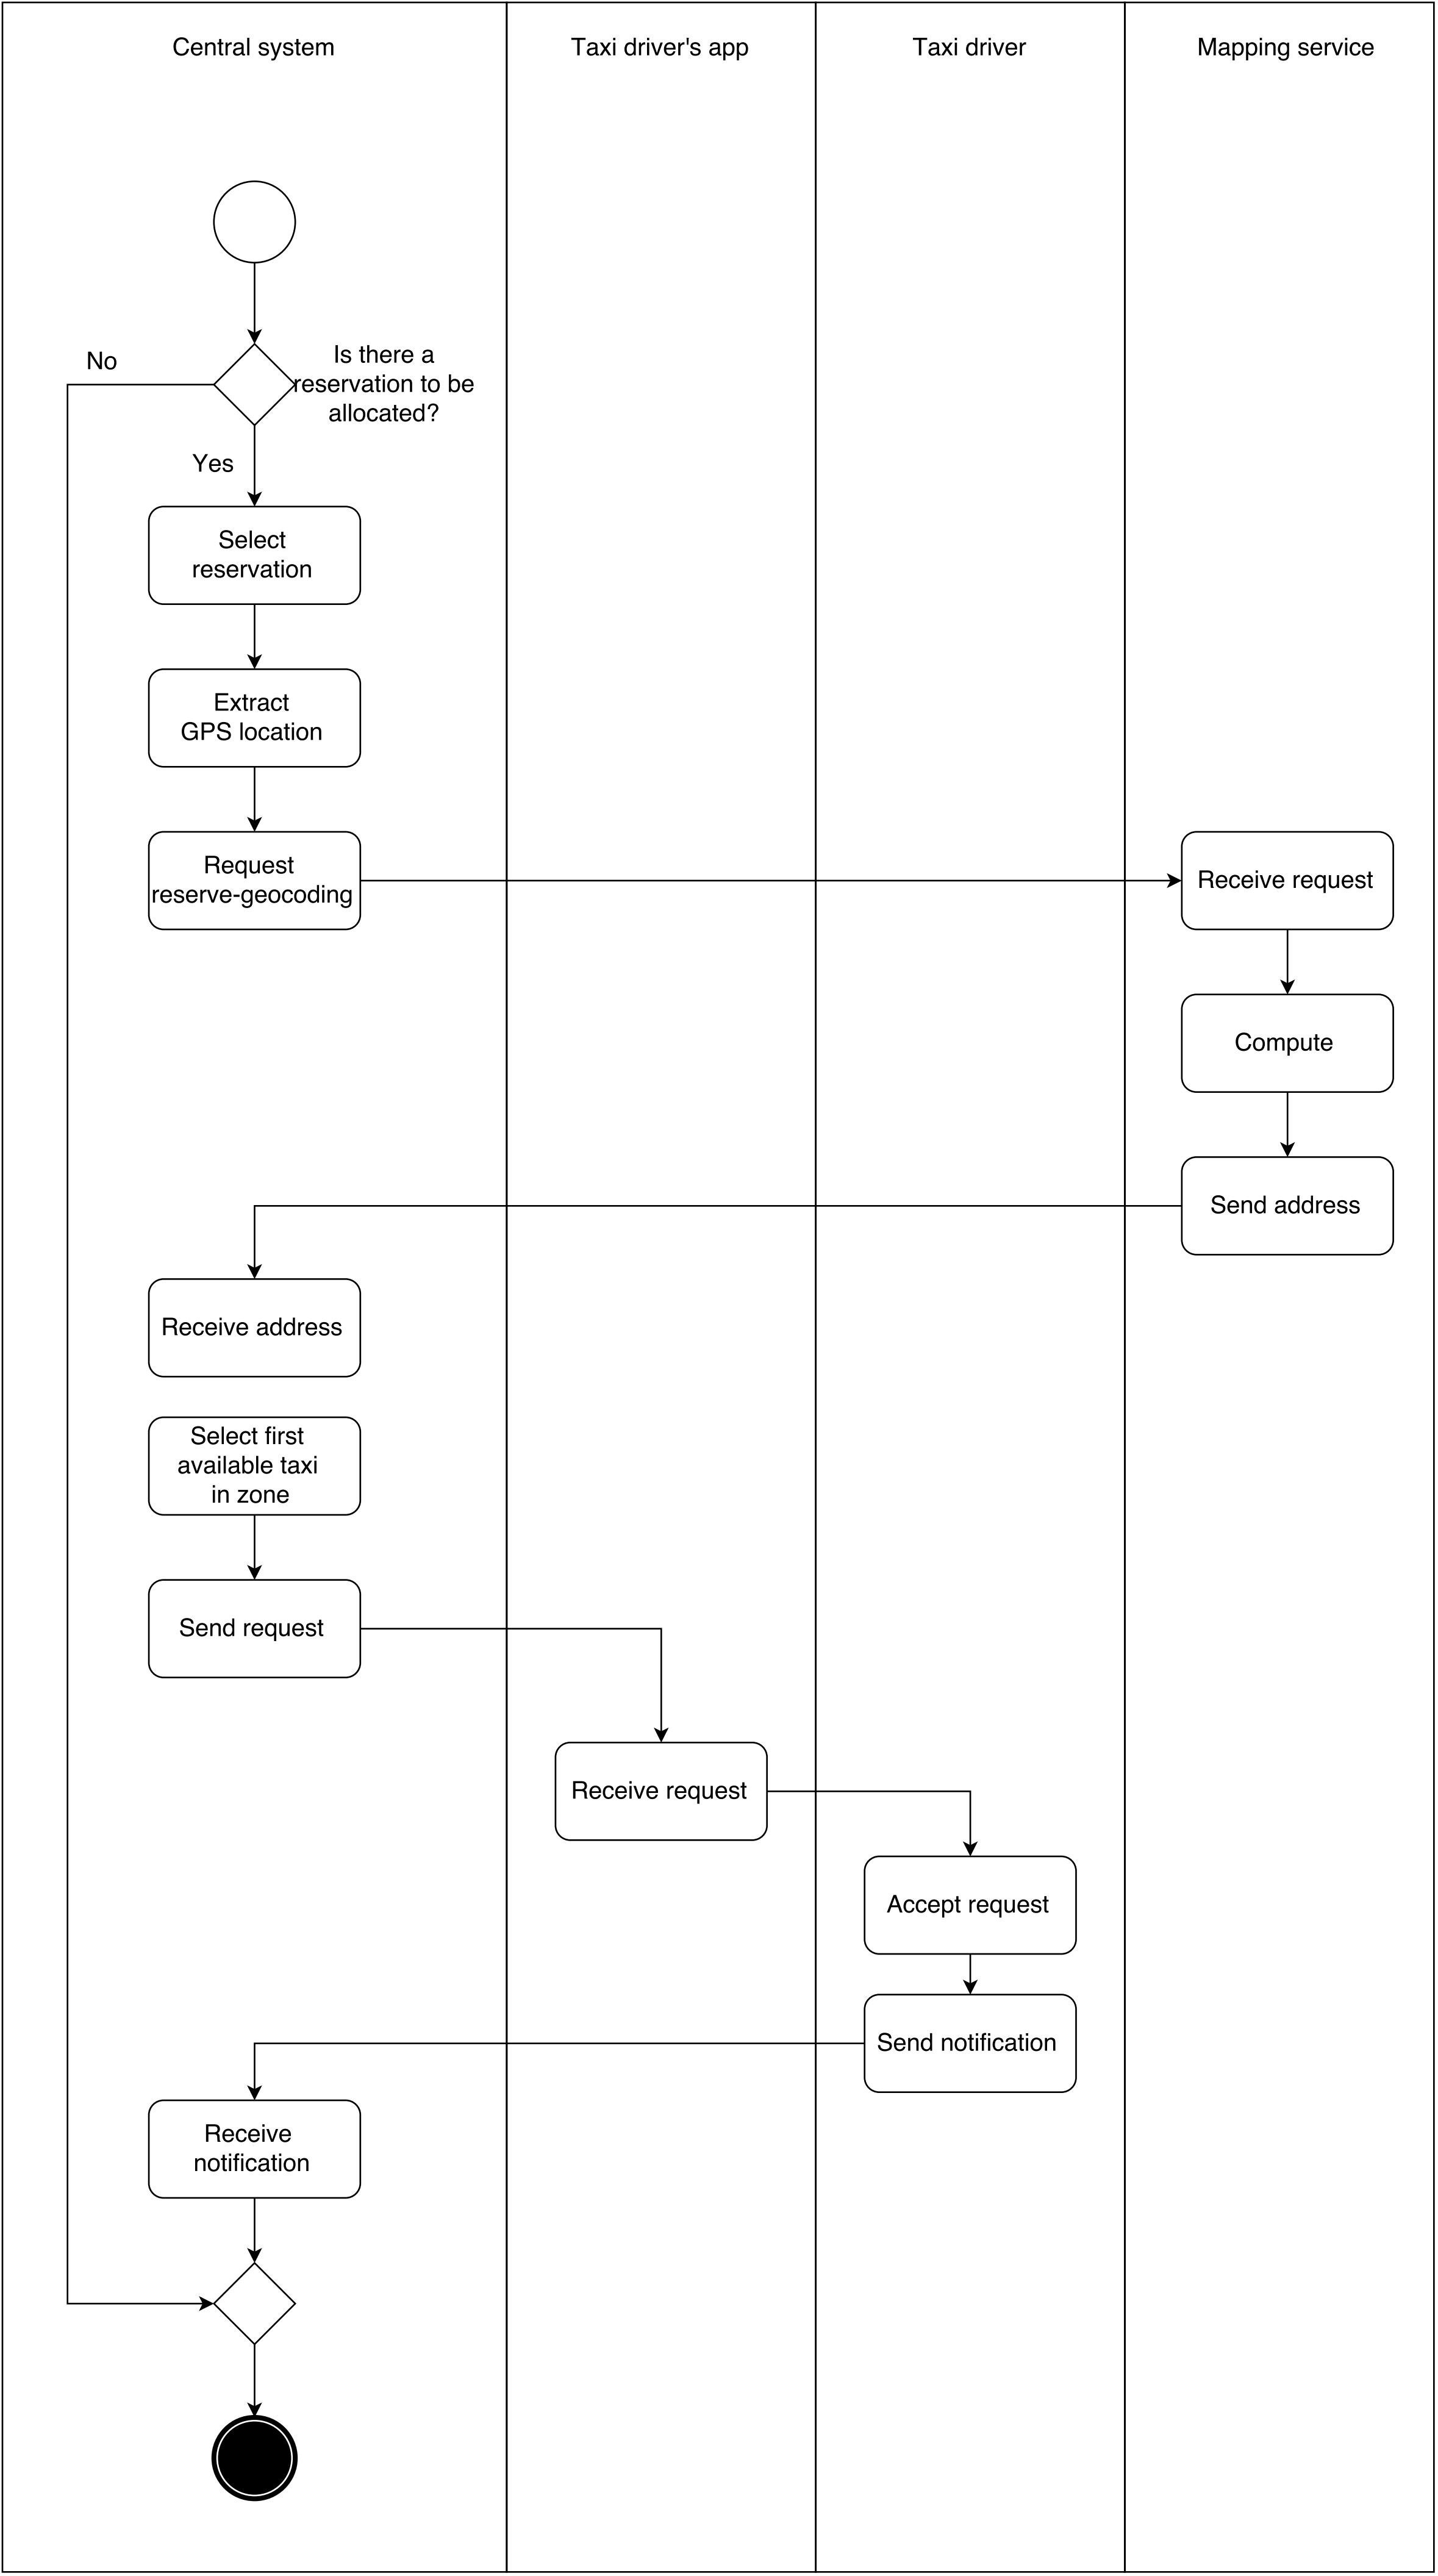 Central system
Taxi driver's app
Taxi driver
Mapping service
No
Is there a
reservation to be
allocated?
Yes
Select
reservation
Extract
GPS location
Request
reserve-geocoding
Receive request
Compute
Send address
Receive address
Select first
available taxi
in zone
Send request
Receive request
Accept request
Send notification
Receive
notification